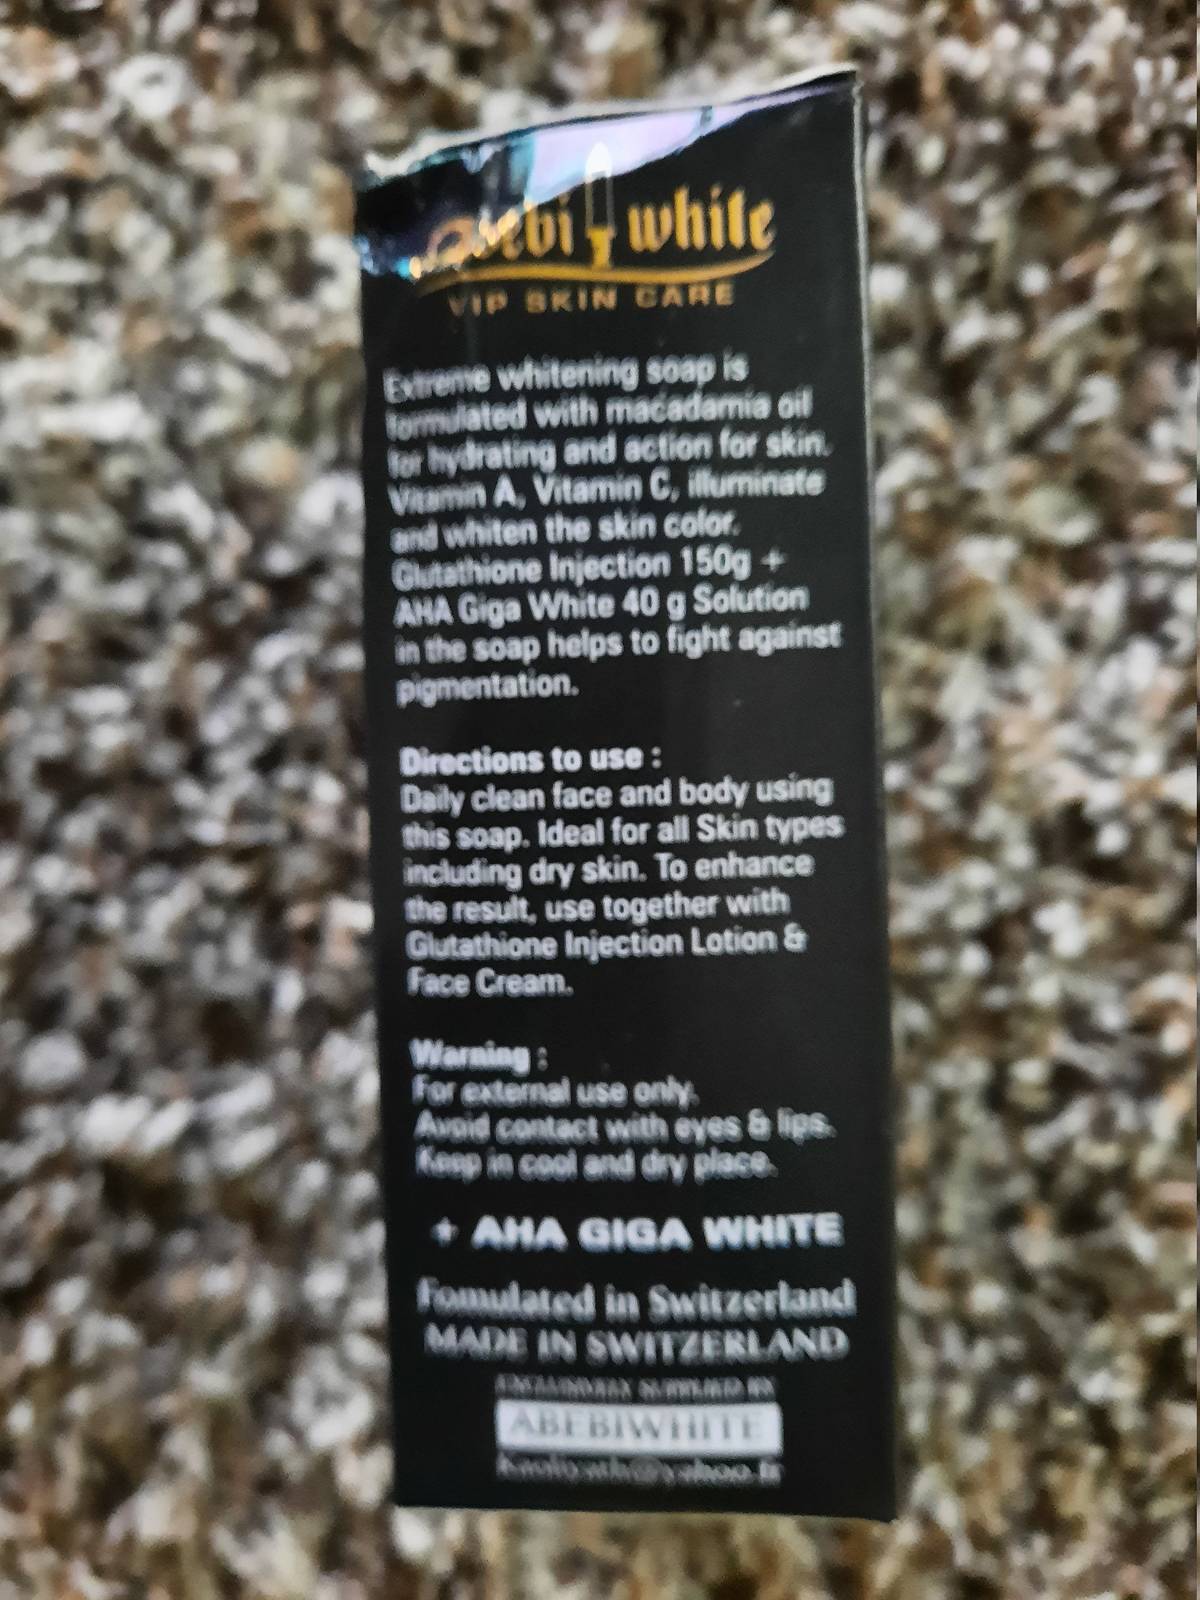 Abebi white
VIP SKIN CARE
Extreme whitening soap is
formulated with macadamia oil
for hydrating and action for skin.
Vitamin A, Vitamin C, illuminate
and whiten the skin color.
Glutathione Injection 150g +
AHA Giga White 40 g Solution
in the soap helps to fight against
pigmentation.
Directions to use :
Daily clean face and body using
this soap. Ideal for all Skin types
including dry skin. To enhance
the result, use together with
Glutathione Injection Lotion &
Face Cream.
Warning :
For external use only.
Avoid contact with eyes & lips.
Keep in cool and dry place.
+ AHA GIGA WHITE
Fomulated in Switzerland
MADE IN SWITZERLAND
EXCLUSIVELY SUPPLIED BY
ABEBIWHITE